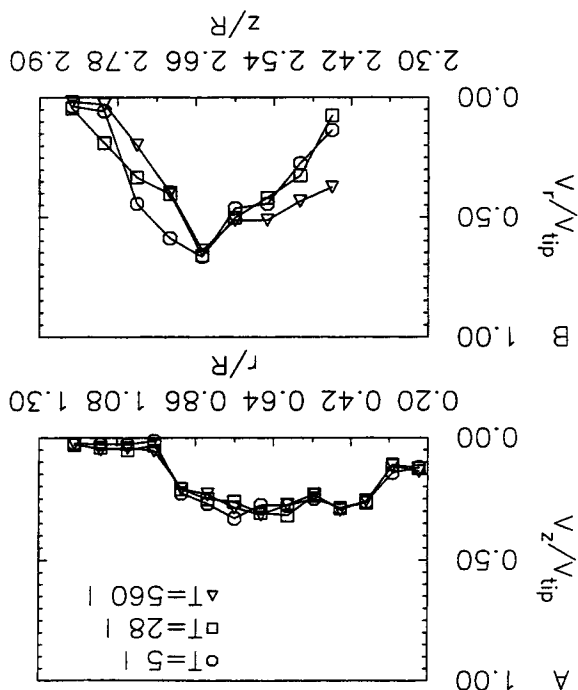 A
1.00
V_z/V_tip
0.50
0.00
T=5 l
T=28 l
T=560 l
0.20 0.42 0.64 0.86 1.08 1.30
r/R
B
1.00
V_r/V_tip
0.50
0.00
2.30 2.42 2.54 2.66 2.78 2.90
z/R